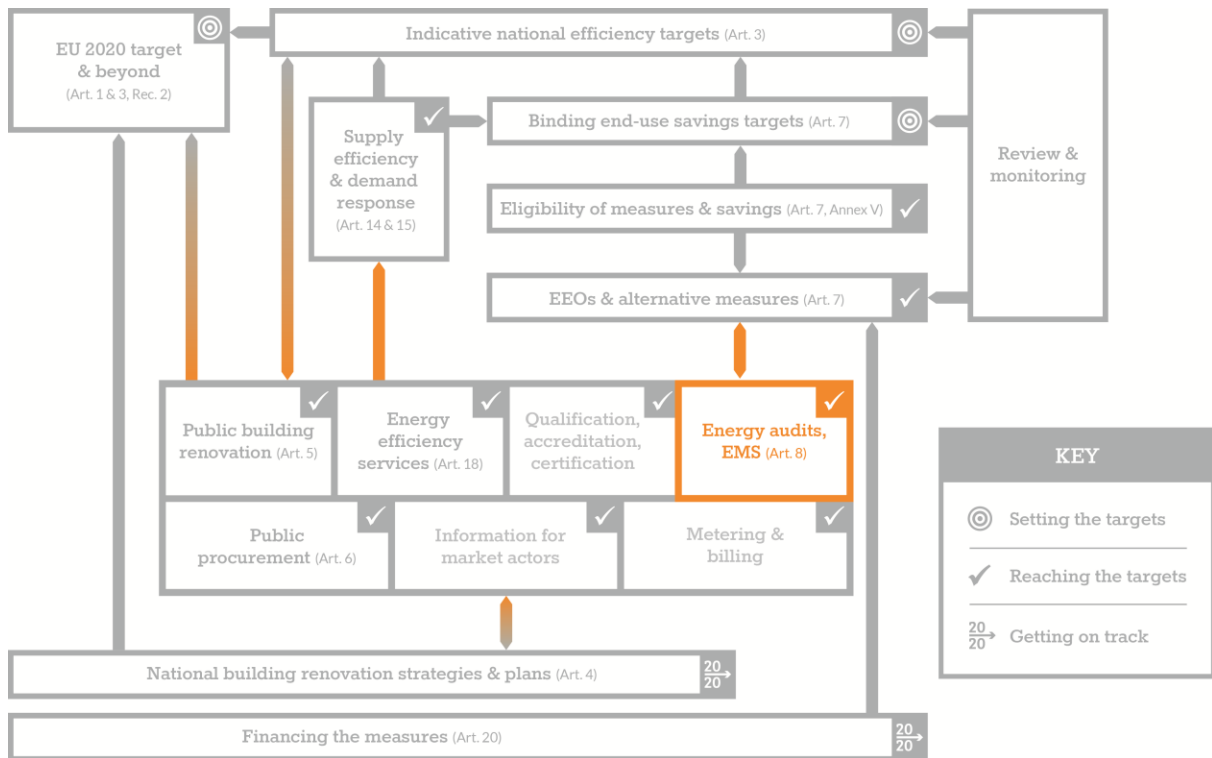 EU 2020 target
& beyond
(Art. 1 & 3, Rec. 2)
Indicative national efficiency targets (Art. 3)
Supply
efficiency
& demand
response
(Art. 14 & 15)
Binding end-use savings targets (Art. 7)
Eligibility of measures & savings (Art. 7, Annex V)
EEOs & alternative measures (Art. 7)
Review &
monitoring
Public building
renovation (Art. 5)
Energy
efficiency
services (Art. 18)
Qualification,
accreditation,
certification
Energy audits,
EMS (Art. 8)
Public
procurement (Art. 6)
Information for
market actors
Metering &
billing
National building renovation strategies & plans (Art. 4)
20
20
Financing the measures (Art. 20)
20
20
KEY
Setting the targets
Reaching the targets
20
20
Getting on track